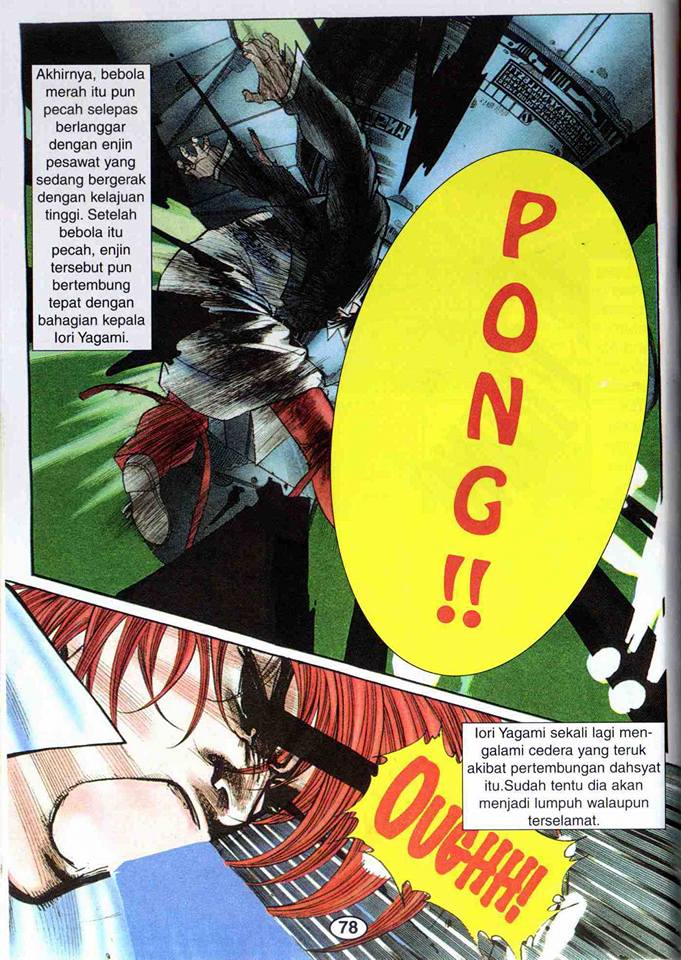 Akhirnya, bebola
merah itu pun
pecah selepas
berlanggar
dengan enjin
pesawat yang
sedang bergerak
dengan kelajuan
tinggi. Setelah
bebola itu
pecah, enjin
tersebut pun
bertembung
tepat dengan
bahagian kepala
Iori Yagami.
PONG!!
Iori Yagami sekali lagi men-
galami cedera yang teruk
akibat pertembungan dahsyat
itu.Sudah tentu dia akan
menjadi lumpuh walaupun
terselamat.
OUGHH!!
78